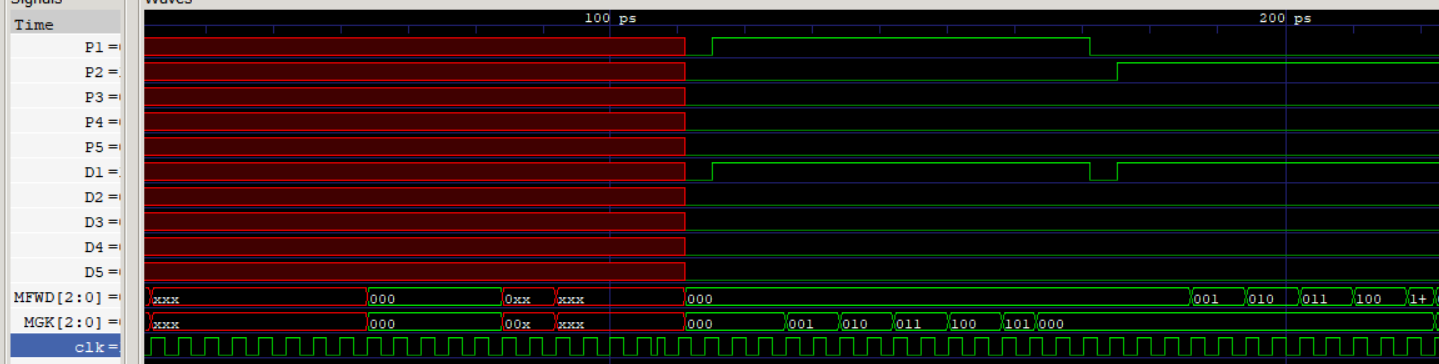 Signals
Waves
Time
100 ps
200 ps
P1 =
P2 =
P3 =
P4 =
P5 =
D1 =
D2 =
D3 =
D4 =
D5 =
MFWD[2:0] = xxx 000 0xx xxx 000 001 010 011 100 1+
MGK[2:0] = xxx 000 00x xxx 000 001 010 011 100 101 000
clk =